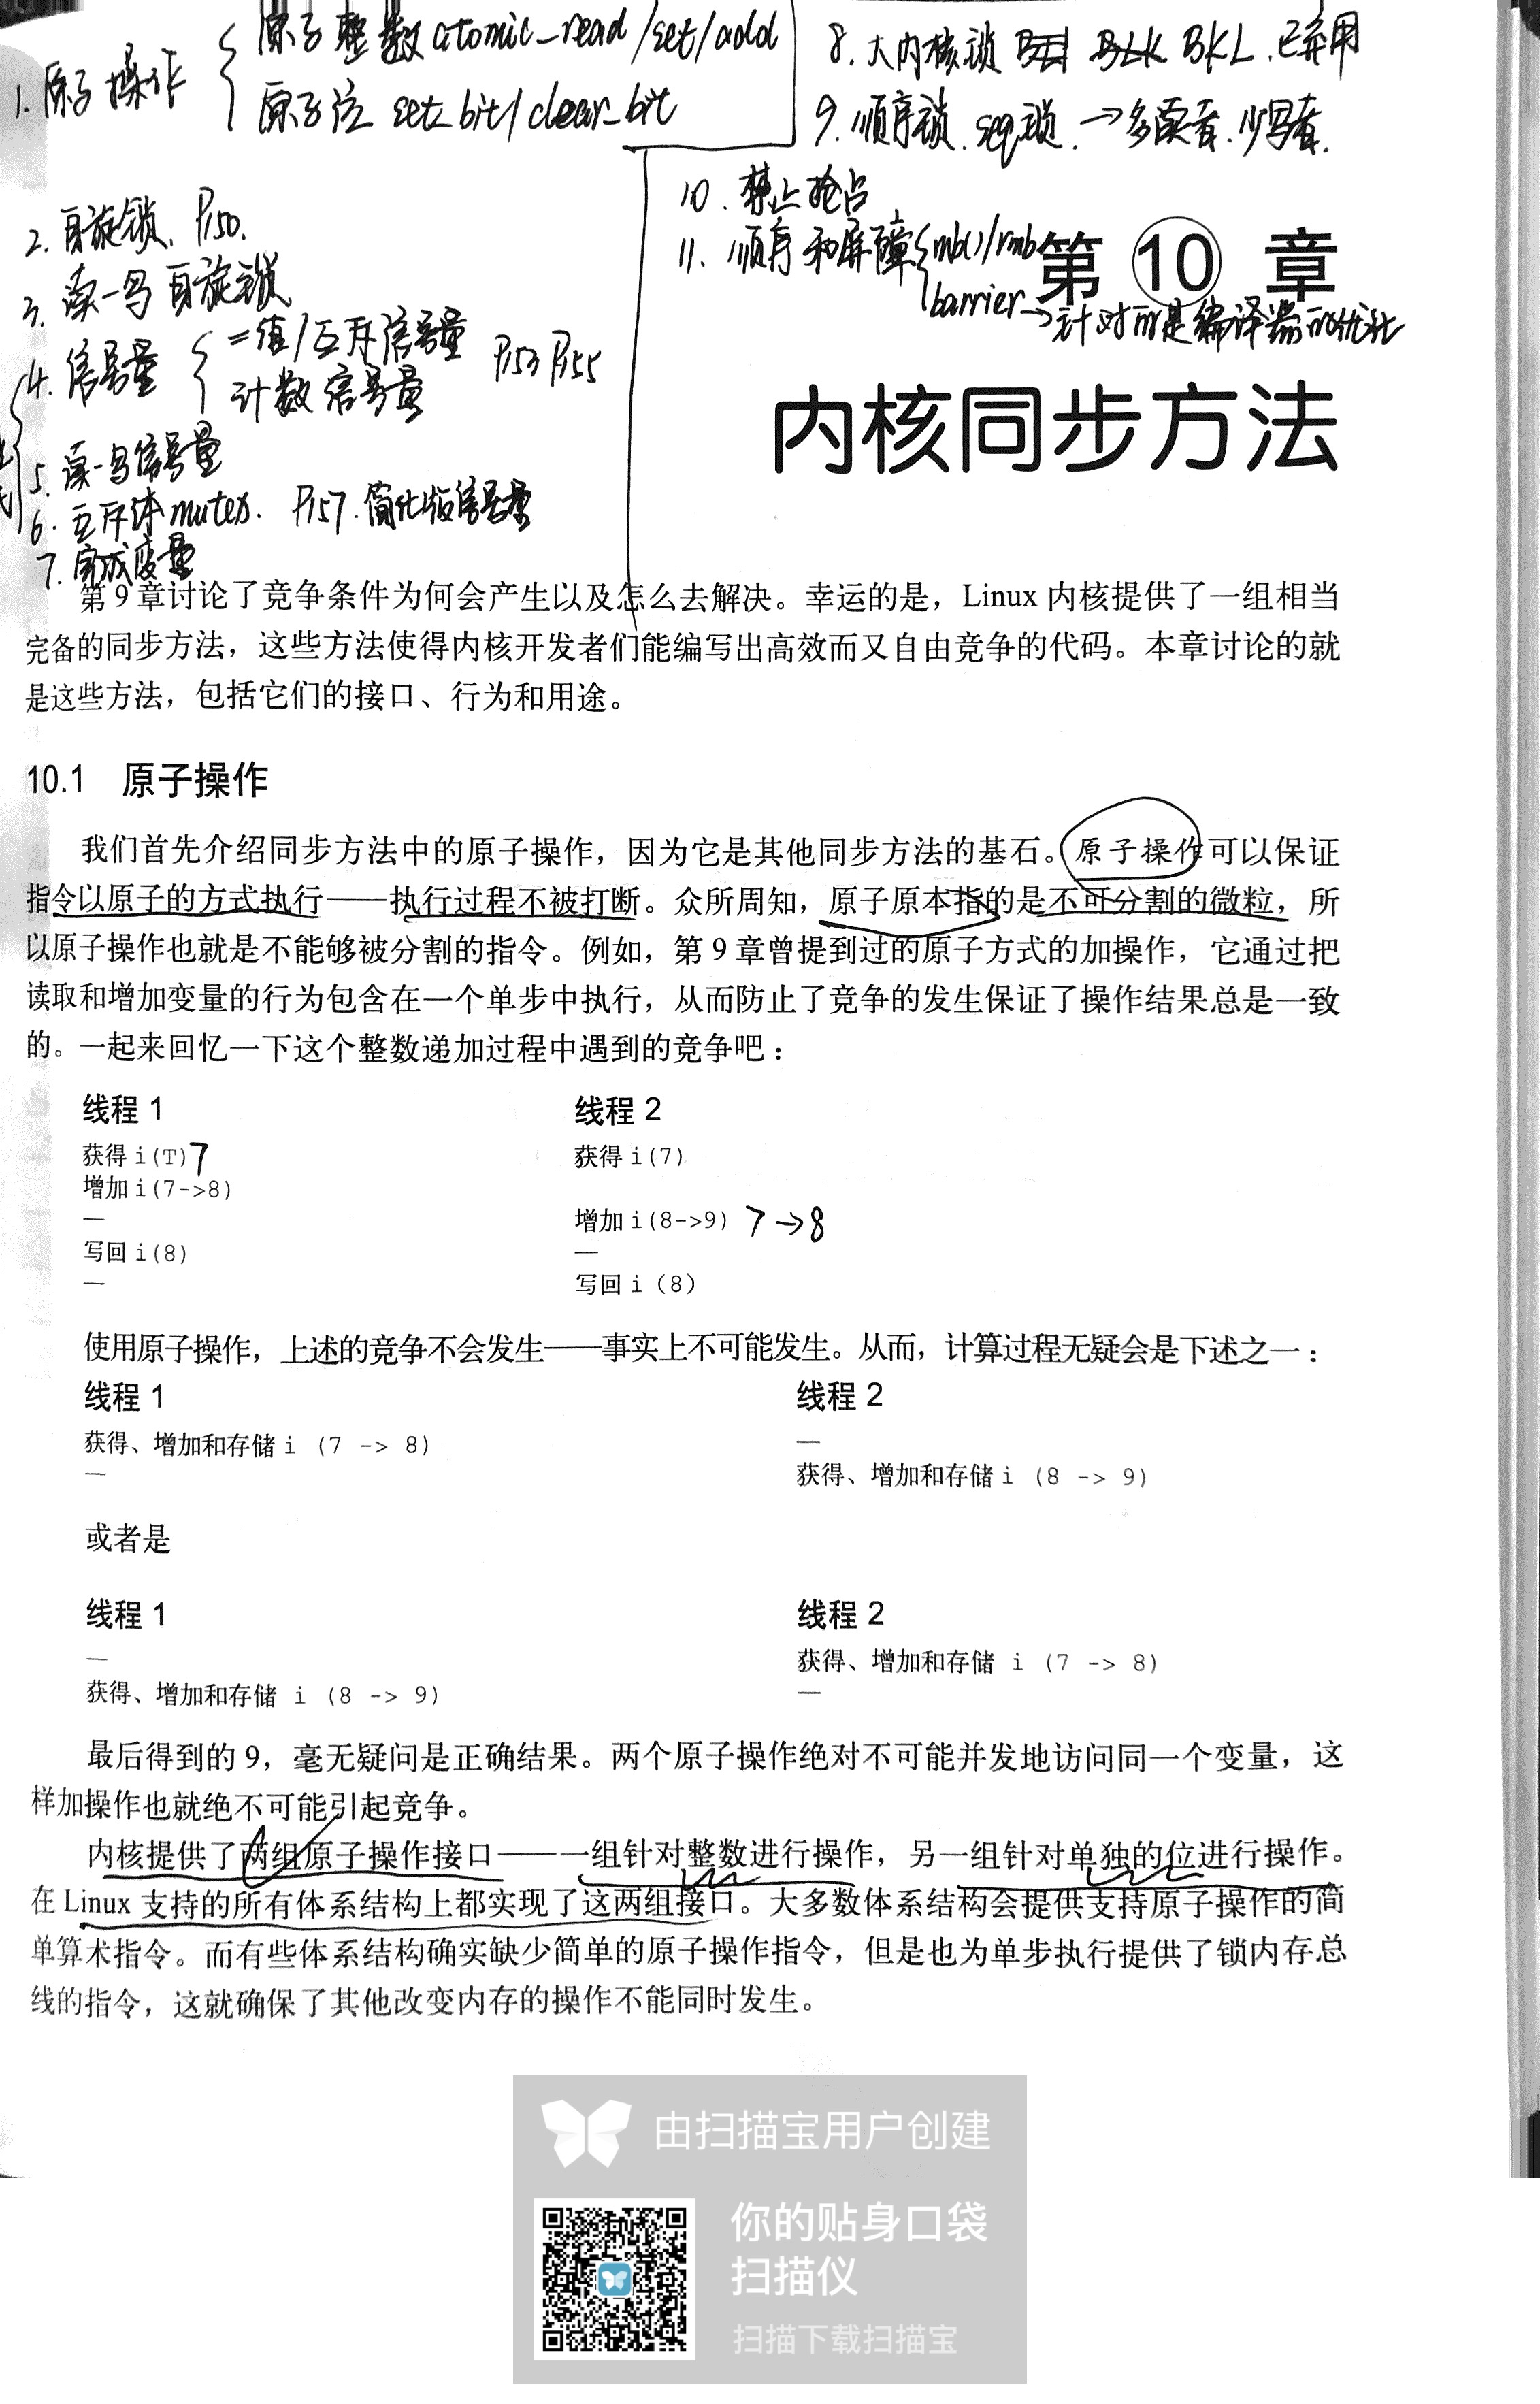 1. 原子操作 { 原子整数 atomic_read/set/add
原子位 set_bit/clear_bit
2. 自旋锁. P150.
3. 读-写自旋锁
4. 信号量 { 二值/互斥信号量
计数信号量 P153 P155
5. 读-写信号量
6. 互斥体 mutex. P157. 简化版信号量
7. 完成变量
8. 大内核锁 BKL. 已弃用
9. 顺序锁. seq锁. →多读者. 少写者.
10. 禁止抢占
11. 顺序和屏障 { mb()/rmb
barrier→针对的是编译器的优化
第 10 章
内核同步方法
第 9 章讨论了竞争条件为何会产生以及怎么去解决。幸运的是，Linux 内核提供了一组相当
完备的同步方法，这些方法使得内核开发者们能编写出高效而又自由竞争的代码。本章讨论的就
是这些方法，包括它们的接口、行为和用途。
10.1 原子操作
我们首先介绍同步方法中的原子操作，因为它是其他同步方法的基石。原子操作可以保证
指令以原子的方式执行——执行过程不被打断。众所周知，原子原本指的是不可分割的微粒，所
以原子操作也就是不能够被分割的指令。例如，第 9 章曾提到过的原子方式的加操作，它通过把
读取和增加变量的行为包含在一个单步中执行，从而防止了竞争的发生保证了操作结果总是一致
的。一起来回忆一下这个整数递加过程中遇到的竞争吧：
线程 1 线程 2
获得 i(T) 7 获得 i(7)
增加 i(7->8)
— 增加 i(8->9) 7→8
写回 i(8) —
— 写回 i (8)
使用原子操作，上述的竞争不会发生——事实上不可能发生。从而，计算过程无疑会是下述之一：
线程 1 线程 2
获得、增加和存储 i (7 -> 8) —
— 获得、增加和存储 i (8 -> 9)
或者是
线程 1 线程 2
— 获得、增加和存储 i (7 -> 8)
获得、增加和存储 i (8 -> 9) —
最后得到的 9，毫无疑问是正确结果。两个原子操作绝对不可能并发地访问同一个变量，这
样加操作也就绝不可能引起竞争。
内核提供了两组原子操作接口——一组针对整数进行操作，另一组针对单独的位进行操作。
在 Linux 支持的所有体系结构上都实现了这两组接口。大多数体系结构会提供支持原子操作的简
单算术指令。而有些体系结构确实缺少简单的原子操作指令，但是也为单步执行提供了锁内存总
线的指令，这就确保了其他改变内存的操作不能同时发生。
由扫描宝用户创建
你的贴身口袋
扫描仪
扫描下载扫描宝